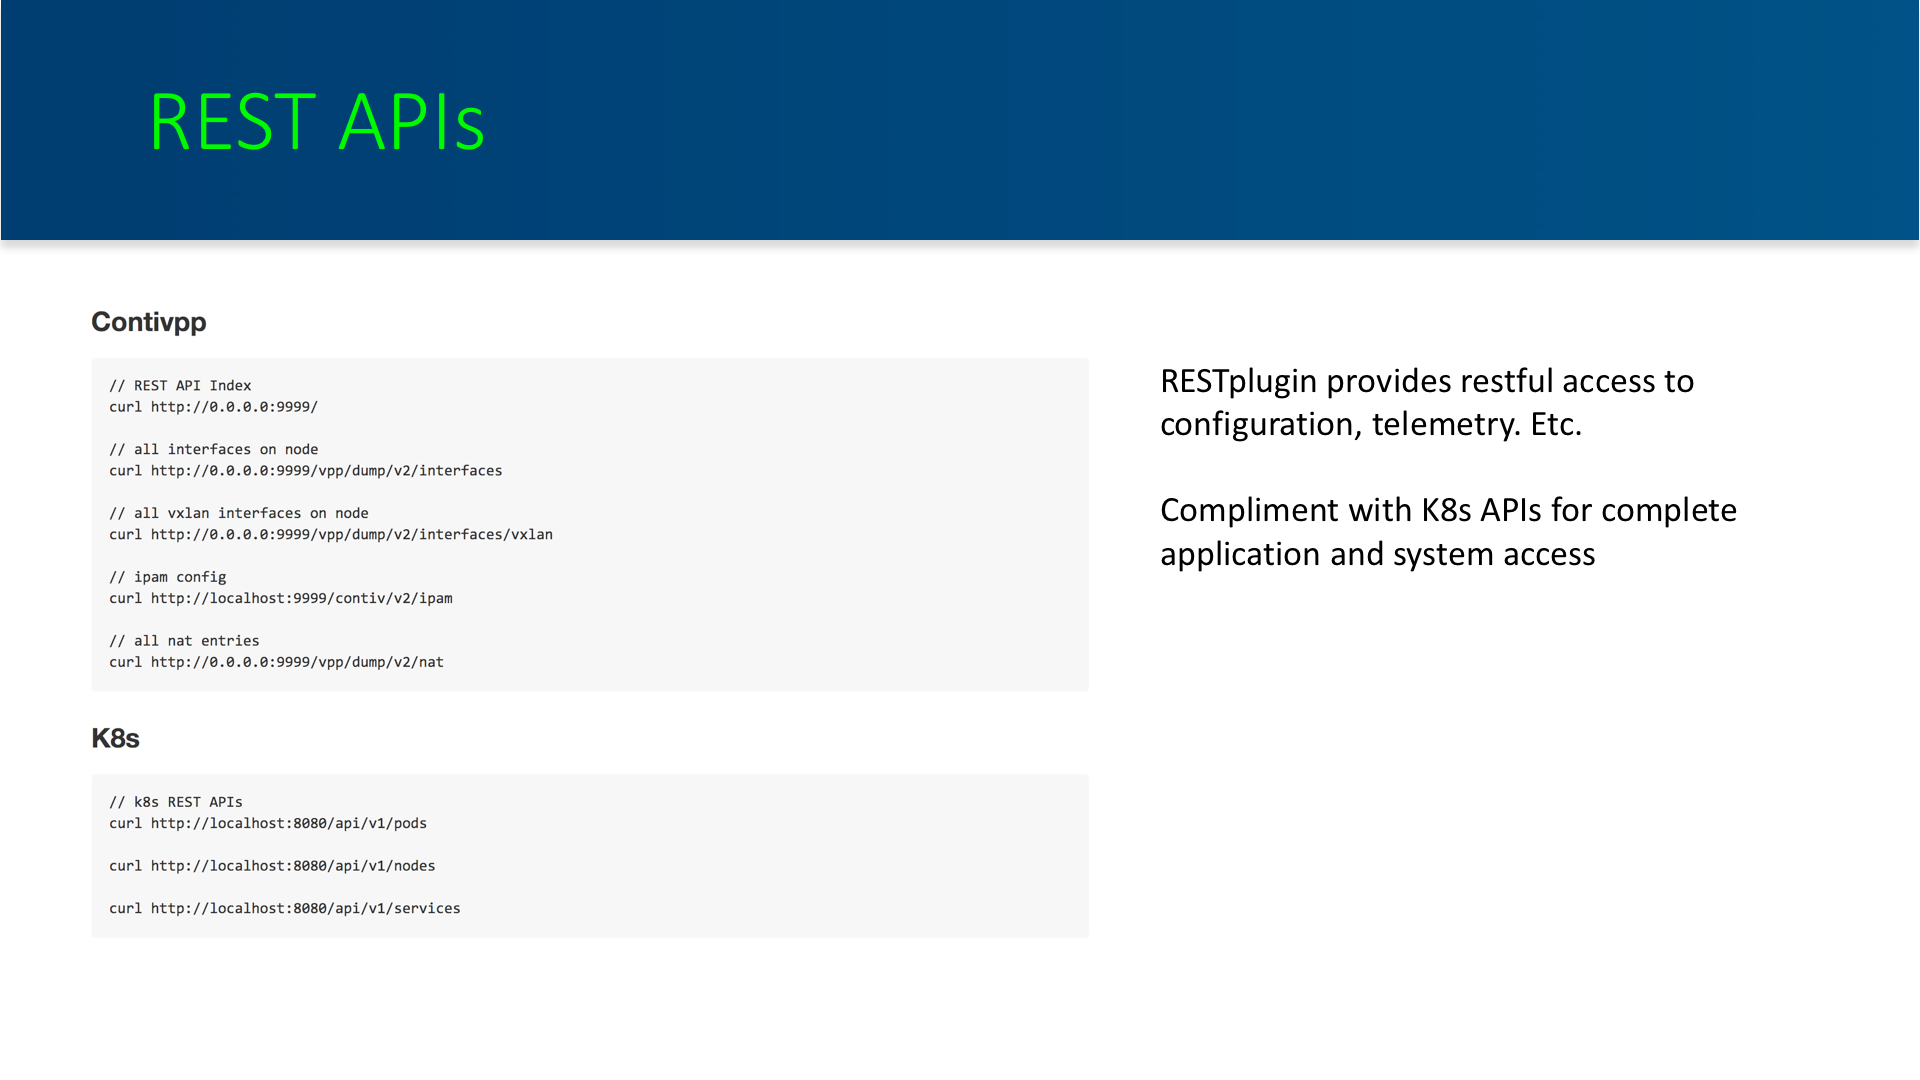 REST APIs
Contivpp
// REST API Index
curl http://0.0.0.0:9999/
// all interfaces on node
curl http://0.0.0.0:9999/vpp/dump/v2/interfaces
// all vxlan interfaces on node
curl http://0.0.0.0:9999/vpp/dump/v2/interfaces/vxlan
// ipam config
curl http://localhost:9999/contiv/v2/ipam
// all nat entries
curl http://0.0.0.0:9999/vpp/dump/v2/nat
K8s
// k8s REST APIs
curl http://localhost:8080/api/v1/pods
curl http://localhost:8080/api/v1/nodes
curl http://localhost:8080/api/v1/services
RESTplugin provides restful access to
configuration, telemetry. Etc.
Compliment with K8s APIs for complete
application and system access